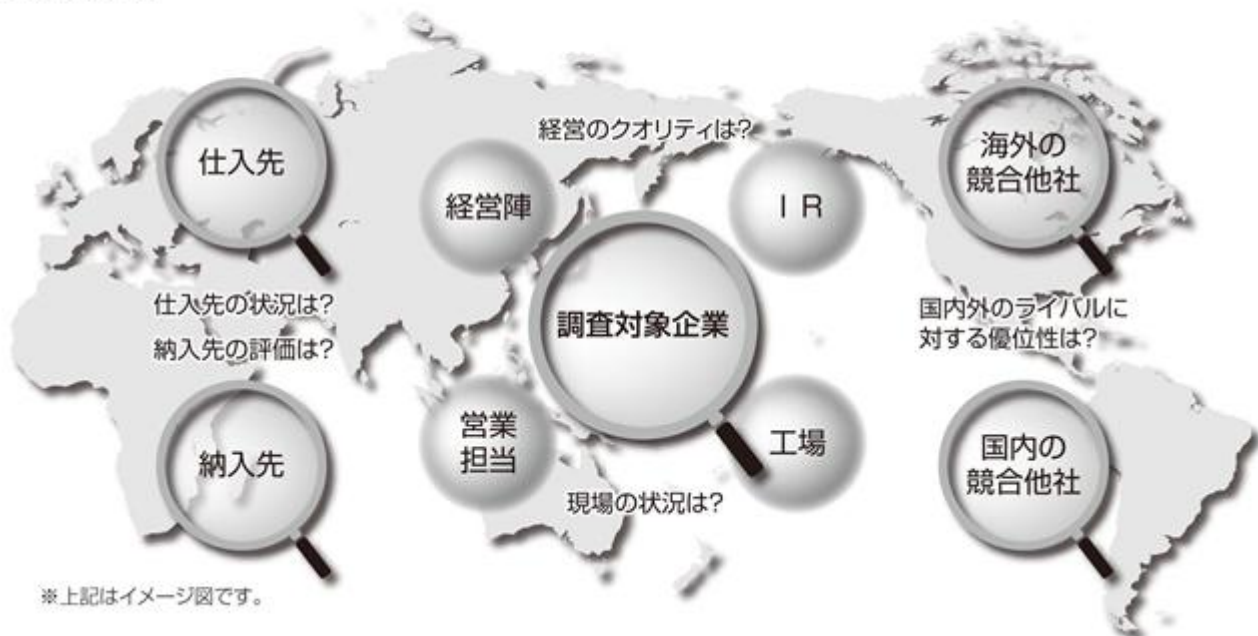 経営のクオリティは?
仕入先
経営陣
I R
海外の
競合他社
調査対象企業
仕入先の状況は?
納入先の評価は?
国内外のライバルに
対する優位性は?
納入先
営業
担当
工場
国内の
競合他社
現場の状況は?
※上記はイメージ図です。